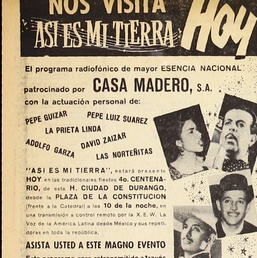 NOS VISITA
ASI ES MI TIERRA Hoy
El programa radiofónico de mayor ESENCIA NACIONAL
patrocinado por CASA MADERO, S.A.
con la actuación personal de:
PEPE GUIZAR PEPE LUIZ SUAREZ
LA PRIETA LINDA
ADOLFO GARZA DAVID ZAIZAR
LAS NORTEÑITAS
"ASI ES MI TIERRA", estará presente
HOY en las tradicionales fiestas 4o. CENTENA-
RIO, de esta H. CIUDAD DE DURANGO,
desde la PLAZA DE LA CONSTITUCION
(frente a la Catedral) a las 10 de la noche, en
una transmisión a control remoto por la X.E.W. La
Voz de la América Latina desde México y sus repeti-
doras en toda la república.
ASISTA USTED A ESTE MAGNO EVENTO